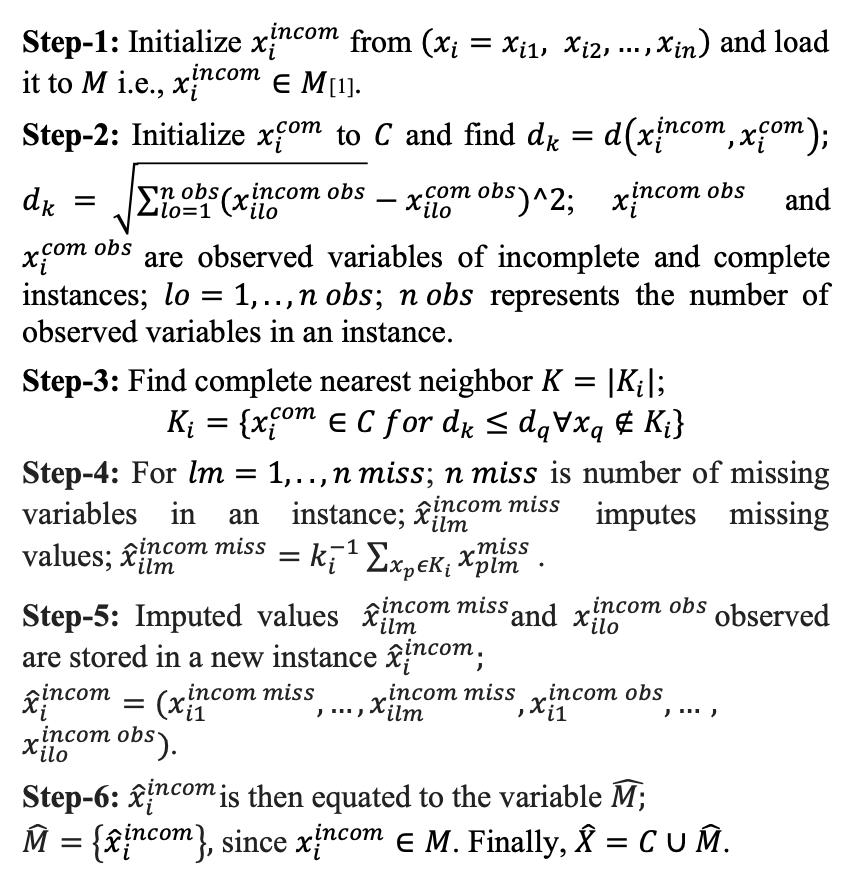 Step-1: Initialize $x_i^{incom}$ from $(x_i = x_{i1},\ x_{i2}, \ldots, x_{in})$ and load
it to $M$ i.e., $x_i^{incom} \in M_{[1]}$.
Step-2: Initialize $x_i^{com}$ to $C$ and find $d_k = d(x_i^{incom}, x_i^{com})$;
$d_k = \sqrt{\sum_{lo=1}^{n\ obs}(x_{ilo}^{incom\ obs}} - x_{ilo}^{com\ obs})\text{^}2$; $x_i^{incom\ obs}$ and
$x_i^{com\ obs}$ are observed variables of incomplete and complete
instances; $lo = 1,..,n\ obs$; $n\ obs$ represents the number of
observed variables in an instance.
Step-3: Find complete nearest neighbor $K = |K_i|$;
$K_i = \{x_i^{com} \in C\ for\ d_k \leq d_q \forall x_q \notin K_i\}$
Step-4: For $lm = 1,..,n\ miss$; $n\ miss$ is number of missing
variables in an instance; $\hat{x}_{ilm}^{incom\ miss}$ imputes missing
values; $\hat{x}_{ilm}^{incom\ miss} = k_i^{-1} \sum_{x_p \epsilon K_i} x_{plm}^{miss}$ .
Step-5: Imputed values $\hat{x}_{ilm}^{incom\ miss}$ and $x_{ilo}^{incom\ obs}$ observed
are stored in a new instance $\hat{x}_i^{incom}$;
$\hat{x}_i^{incom} = (x_{i1}^{incom\ miss}, \ldots, x_{ilm}^{incom\ miss}, x_{i1}^{incom\ obs}, \ldots ,$
$x_{ilo}^{incom\ obs})$.
Step-6: $\hat{x}_i^{incom}$ is then equated to the variable $\widehat{M}$;
$\widehat{M} = \{\hat{x}_i^{incom}\}$, since $x_i^{incom} \in M$. Finally, $\hat{X} = C \cup \widehat{M}$.